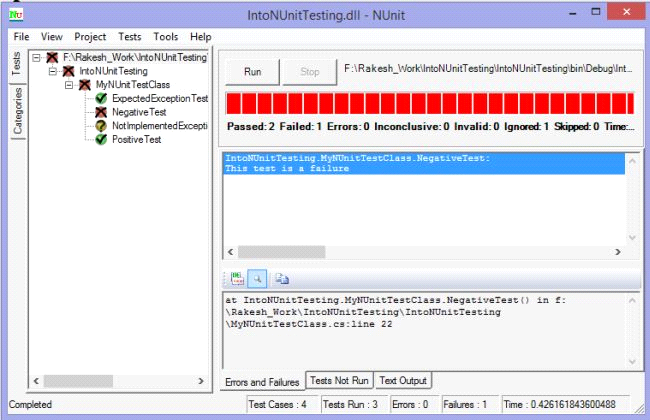 IntoNUnitTesting.dll - NUnit
File View Project Tests Tools Help
Tests
Categories
F:\Rakesh_Work\IntoNUnitTesting\
IntoNUnitTesting
MyNUnitTestClass
ExpectedExceptionTest
NegativeTest
NotImplementedExcepti
PositiveTest
Run
Stop
F:\Rakesh_Work\IntoNUnitTesting\IntoNUnitTesting\bin\Debug\Int...
Passed: 2 Failed: 1 Errors: 0 Inconclusive: 0 Invalid: 0 Ignored: 1 Skipped: 0 Time:...
IntoNUnitTesting.MyNUnitTestClass.NegativeTest:
This test is a failure
at IntoNUnitTesting.MyNUnitTestClass.NegativeTest() in f:
\Rakesh_Work\IntoNUnitTesting\IntoNUnitTesting
\MyNUnitTestClass.cs:line 22
Errors and Failures Tests Not Run Text Output
Completed Test Cases : 4 Tests Run : 3 Errors : 0 Failures : 1 Time : 0.426161843600488